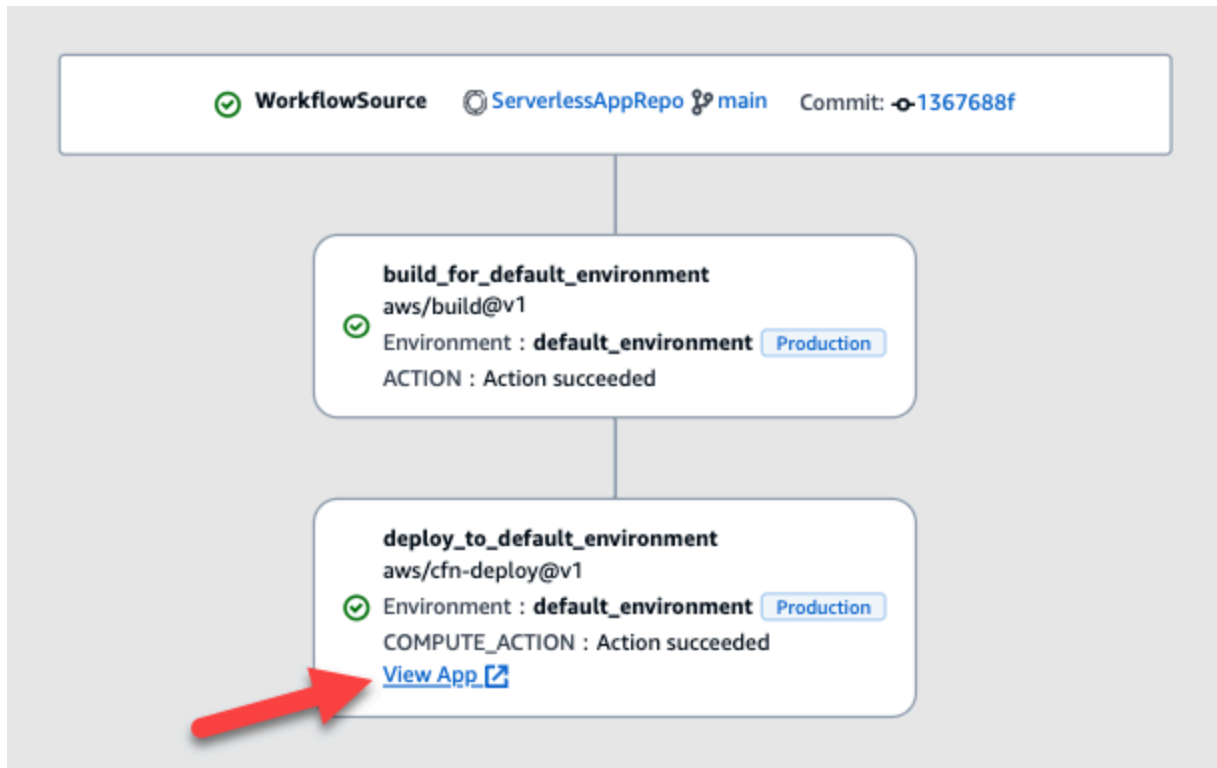 WorkflowSource ServerlessAppRepo main Commit: 1367688f
build_for_default_environment
aws/build@v1
Environment : default_environment Production
ACTION : Action succeeded
deploy_to_default_environment
aws/cfn-deploy@v1
Environment : default_environment Production
COMPUTE_ACTION : Action succeeded
View App